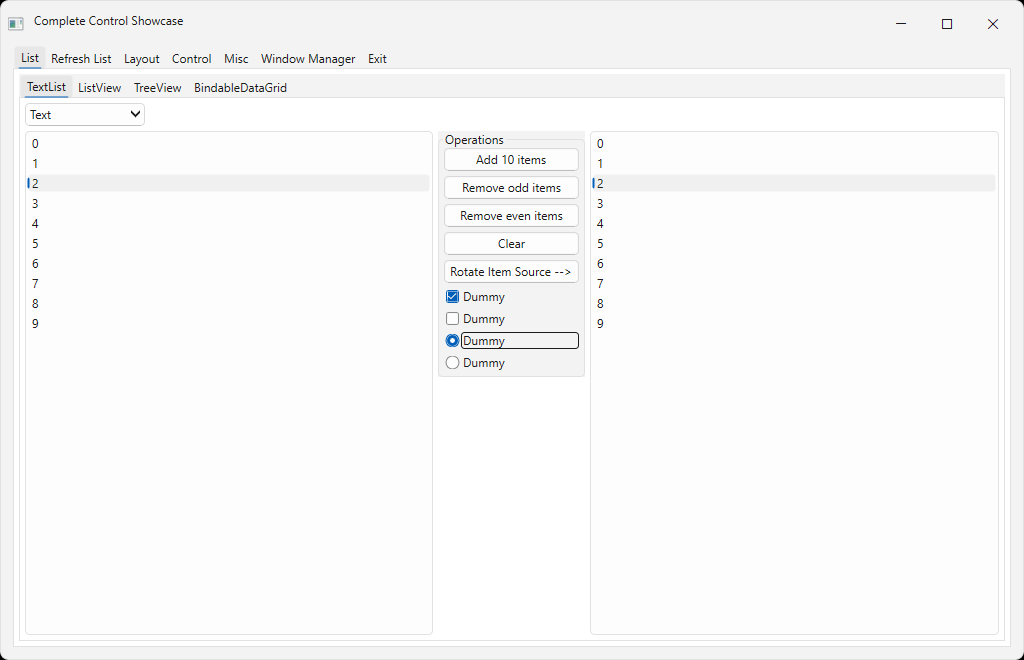 Complete Control Showcase
List Refresh List Layout Control Misc Window Manager Exit
TextList ListView TreeView BindableDataGrid
Text
0
1
2
3
4
5
6
7
8
9
Operations
Add 10 items
Remove odd items
Remove even items
Clear
Rotate Item Source -->
Dummy
Dummy
Dummy
Dummy
0
1
2
3
4
5
6
7
8
9